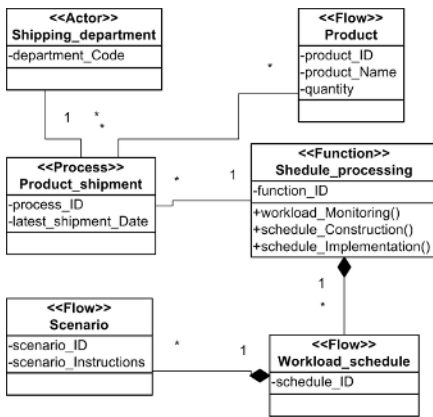 <<Actor>>
Shipping_department
-department_Code
<<Flow>>
Product
-product_ID
-product_Name
-quantity
*
1
*
*
<<Process>>
Product_shipment
-process_ID
-latest_shipment_Date
*
1
<<Function>>
Shedule_processing
-function_ID
+workload_Monitoring()
+schedule_Construction()
+schedule_Implementation()
1
*
<<Flow>>
Scenario
-scenario_ID
-scenario_Instructions
*
1
<<Flow>>
Workload_schedule
-schedule_ID